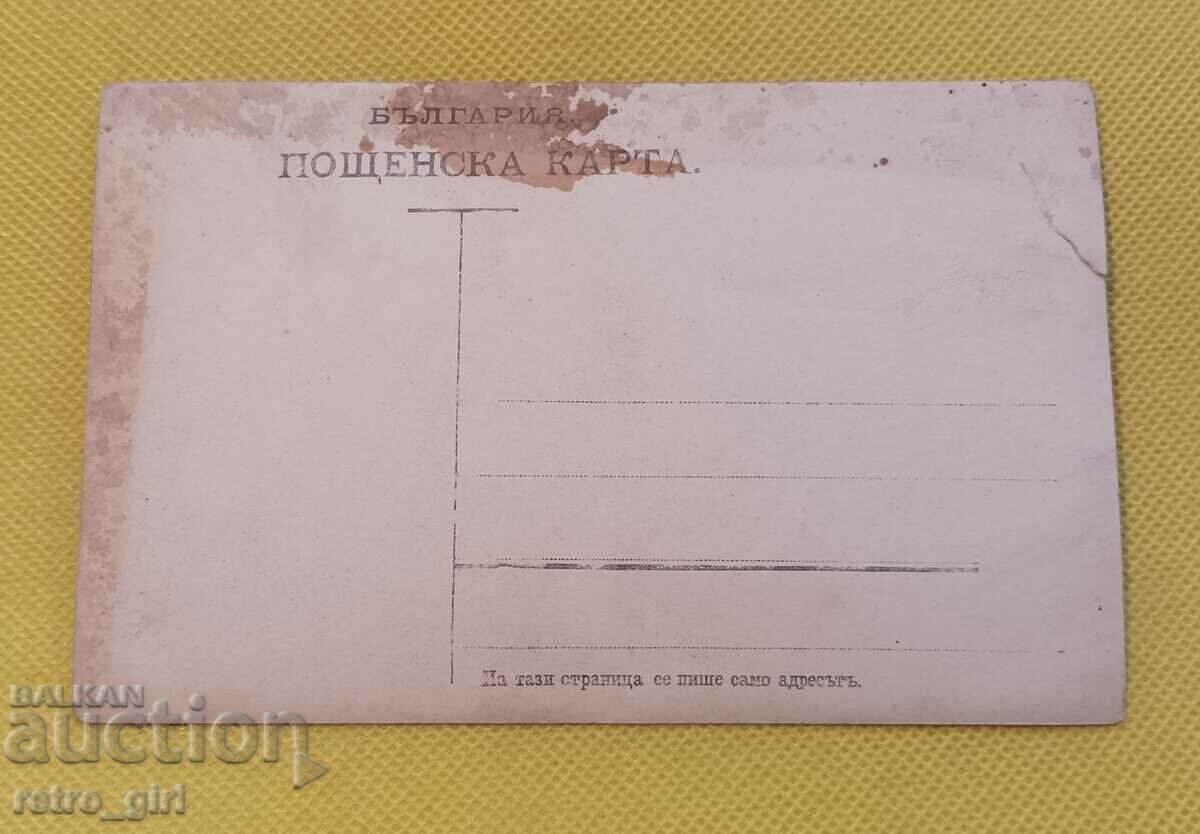 БЪЛГАРИЯ.
ПОЩЕНСКА КАРТА.
На тази страница се пише само адресътъ.
BALKAN
auction
retro_girl